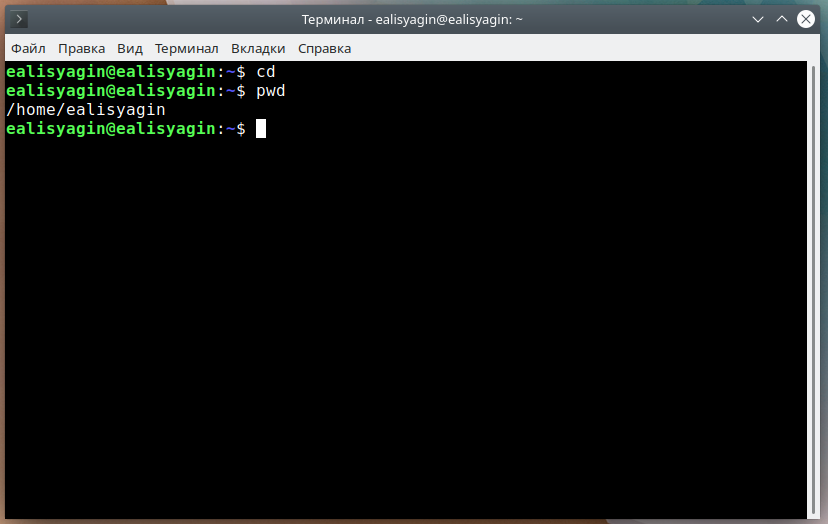 Терминал - ealisyagin@ealisyagin: ~
Файл Правка Вид Терминал Вкладки Справка
ealisyagin@ealisyagin:~$ cd
ealisyagin@ealisyagin:~$ pwd
/home/ealisyagin
ealisyagin@ealisyagin:~$